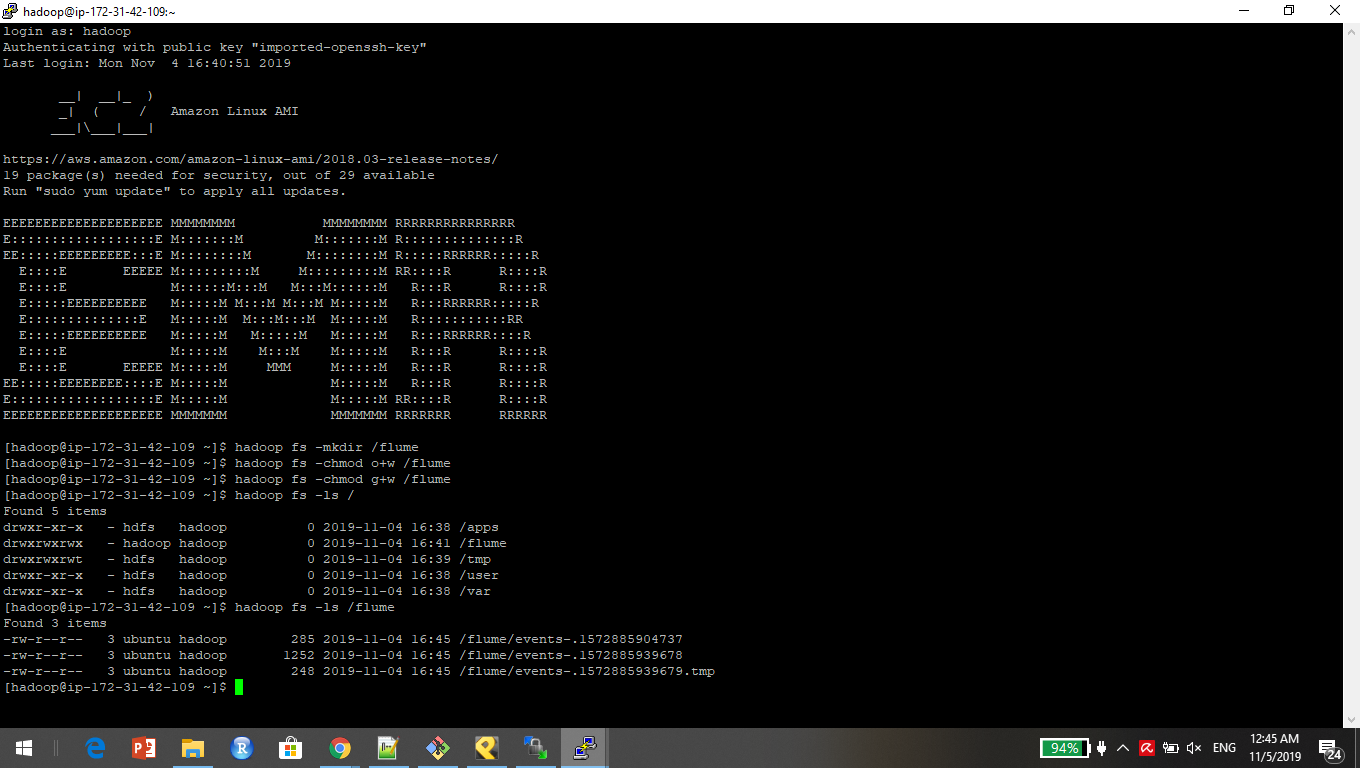 hadoop@ip-172-31-42-109:~
login as: hadoop
Authenticating with public key "imported-openssh-key"
Last login: Mon Nov  4 16:40:51 2019

       __|  __|_  )
       _|  (     /   Amazon Linux AMI
      ___|\___|___|

https://aws.amazon.com/amazon-linux-ami/2018.03-release-notes/
19 package(s) needed for security, out of 29 available
Run "sudo yum update" to apply all updates.

EEEEEEEEEEEEEEEEEEEE MMMMMMMM           MMMMMMMM RRRRRRRRRRRRRRR
E::::::::::::::::::E M:::::::M         M:::::::M R::::::::::::::R
EE:::::EEEEEEEEE:::E M::::::::M       M::::::::M R:::::RRRRRR:::::R
  E::::E       EEEEE M:::::::::M     M:::::::::M RR::::R      R::::R
  E::::E             M::::::M:::M   M:::M::::::M   R:::R      R::::R
  E:::::EEEEEEEEEE   M:::::M M:::M M:::M M:::::M   R:::RRRRRR:::::R
  E::::::::::::::E   M:::::M  M:::M:::M  M:::::M   R:::::::::::RR
  E:::::EEEEEEEEEE   M:::::M   M:::::M   M:::::M   R:::RRRRRR::::R
  E::::E             M:::::M    M:::M    M:::::M   R:::R      R::::R
  E::::E       EEEEE M:::::M     MMM     M:::::M   R:::R      R::::R
EE:::::EEEEEEEE::::E M:::::M             M:::::M   R:::R      R::::R
E::::::::::::::::::E M:::::M             M:::::M RR::::R      R::::R
EEEEEEEEEEEEEEEEEEEE MMMMMMM             MMMMMMM RRRRRRR      RRRRRR

[hadoop@ip-172-31-42-109 ~]$ hadoop fs -mkdir /flume
[hadoop@ip-172-31-42-109 ~]$ hadoop fs -chmod o+w /flume
[hadoop@ip-172-31-42-109 ~]$ hadoop fs -chmod g+w /flume
[hadoop@ip-172-31-42-109 ~]$ hadoop fs -ls /
Found 5 items
drwxr-xr-x   - hdfs   hadoop          0 2019-11-04 16:38 /apps
drwxrwxrwx   - hadoop hadoop          0 2019-11-04 16:41 /flume
drwxrwxrwt   - hdfs   hadoop          0 2019-11-04 16:39 /tmp
drwxr-xr-x   - hdfs   hadoop          0 2019-11-04 16:38 /user
drwxr-xr-x   - hdfs   hadoop          0 2019-11-04 16:38 /var
[hadoop@ip-172-31-42-109 ~]$ hadoop fs -ls /flume
Found 3 items
-rw-r--r--   3 ubuntu hadoop        285 2019-11-04 16:45 /flume/events-.1572885904737
-rw-r--r--   3 ubuntu hadoop       1252 2019-11-04 16:45 /flume/events-.1572885939678
-rw-r--r--   3 ubuntu hadoop        248 2019-11-04 16:45 /flume/events-.1572885939679.tmp
[hadoop@ip-172-31-42-109 ~]$
94% ENG 12:45 AM
11/5/2019 24